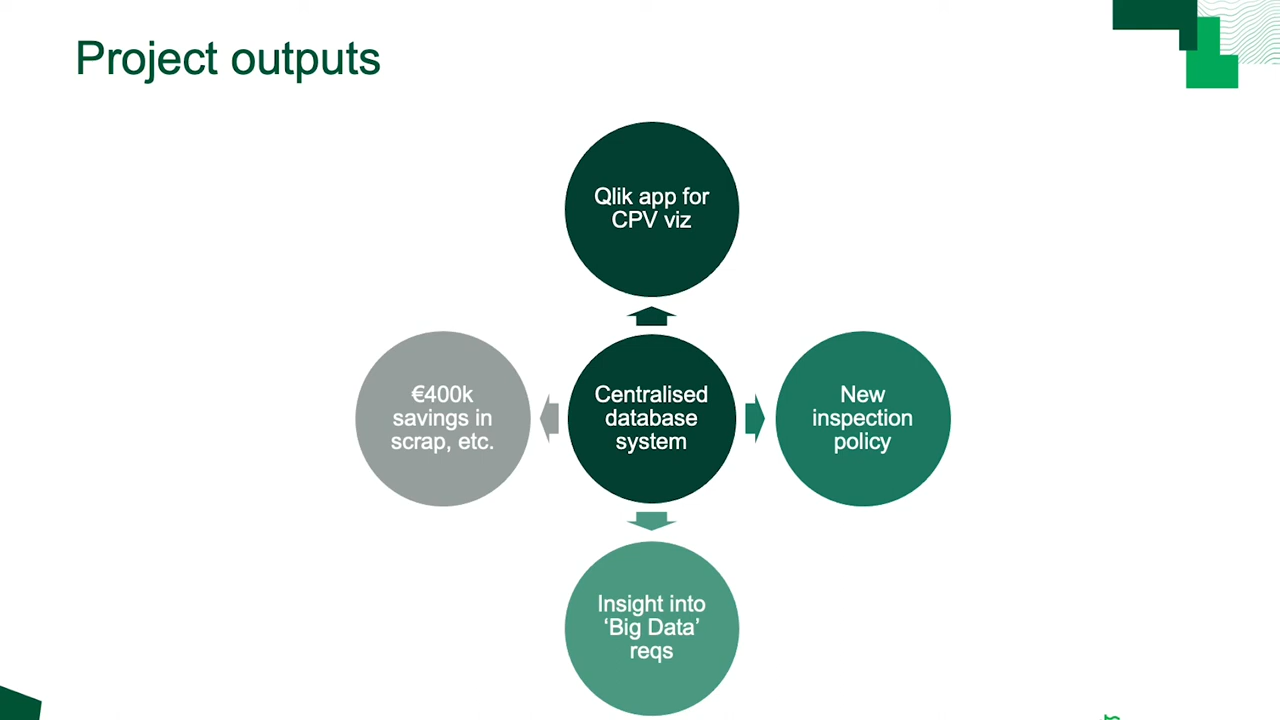 Project outputs
Qlik app for
CPV viz
€400k
savings in
scrap, etc.
Centralised
database
system
New
inspection
policy
Insight into
‘Big Data’
reqs